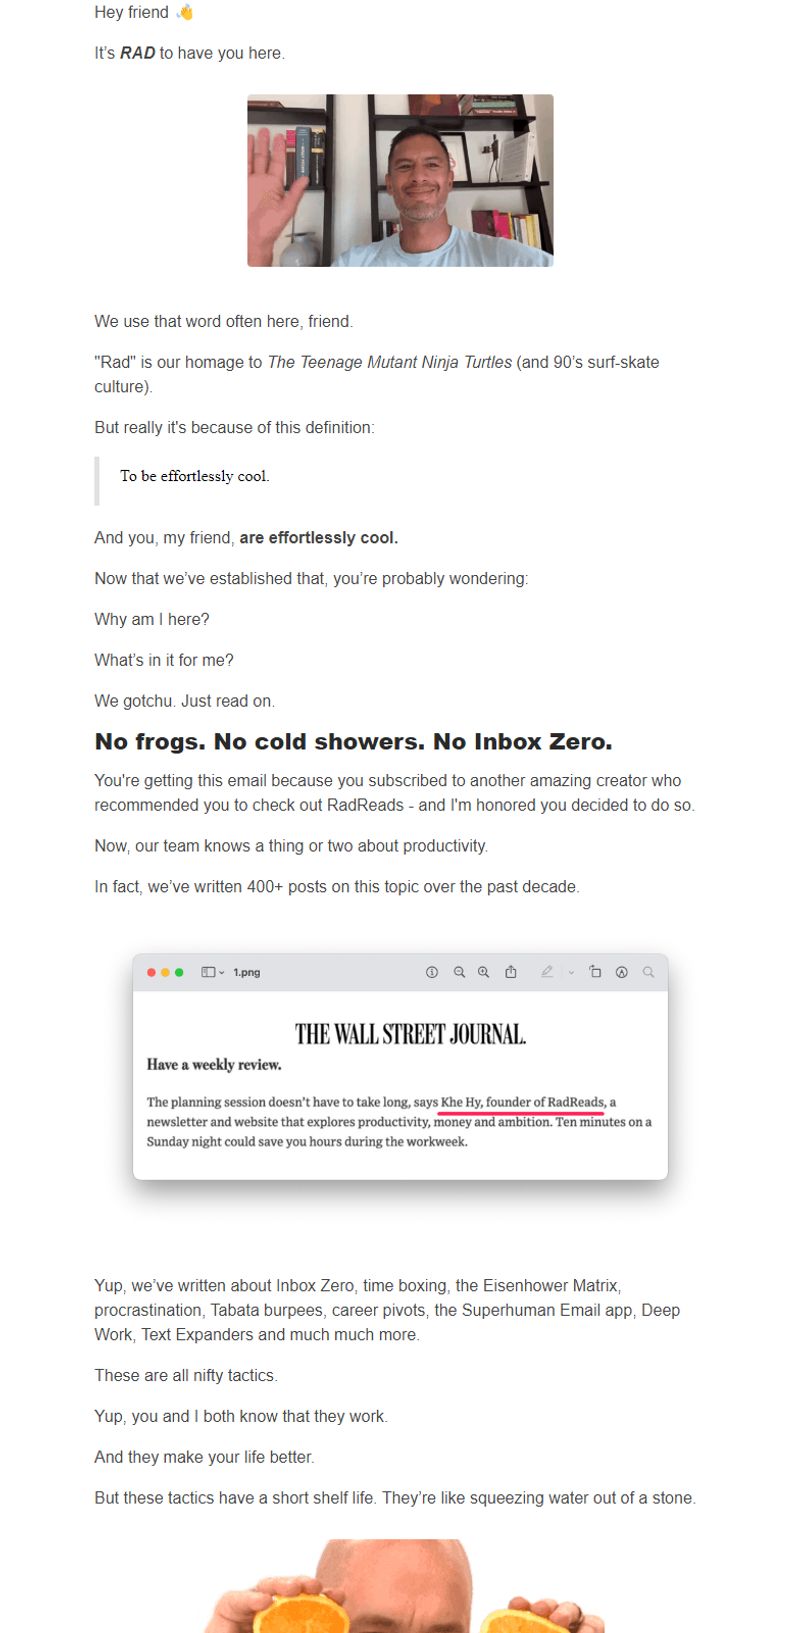 Hey friend 👋
It’s RAD to have you here.
We use that word often here, friend.
"Rad" is our homage to The Teenage Mutant Ninja Turtles (and 90’s surf-skate
culture).
But really it's because of this definition:
To be effortlessly cool.
And you, my friend, are effortlessly cool.
Now that we’ve established that, you’re probably wondering:
Why am I here?
What’s in it for me?
We gotchu. Just read on.
No frogs. No cold showers. No Inbox Zero.
You're getting this email because you subscribed to another amazing creator who
recommended you to check out RadReads - and I'm honored you decided to do so.
Now, our team knows a thing or two about productivity.
In fact, we’ve written 400+ posts on this topic over the past decade.
1.png
THE WALL STREET JOURNAL.
Have a weekly review.
The planning session doesn’t have to take long, says Khe Hy, founder of RadReads, a
newsletter and website that explores productivity, money and ambition. Ten minutes on a
Sunday night could save you hours during the workweek.
Yup, we’ve written about Inbox Zero, time boxing, the Eisenhower Matrix,
procrastination, Tabata burpees, career pivots, the Superhuman Email app, Deep
Work, Text Expanders and much much more.
These are all nifty tactics.
Yup, you and I both know that they work.
And they make your life better.
But these tactics have a short shelf life. They’re like squeezing water out of a stone.